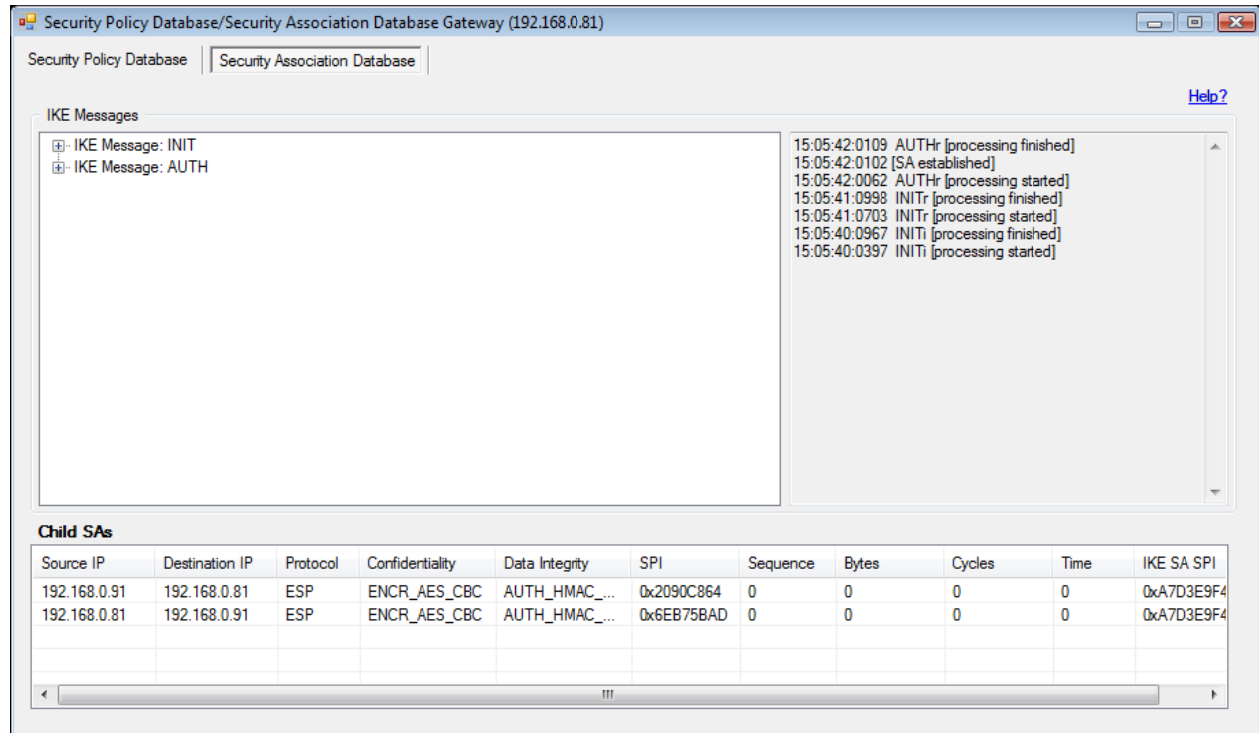 Security Policy Database/Security Association Database Gateway (192.168.0.81)
Security Policy Database Security Association Database
Help?
IKE Messages
IKE Message: INIT
IKE Message: AUTH
15:05:42:0109 AUTHr [processing finished]
15:05:42:0102 [SA established]
15:05:42:0062 AUTHr [processing started]
15:05:41:0998 INITr [processing finished]
15:05:41:0703 INITr [processing started]
15:05:40:0967 INITi [processing finished]
15:05:40:0397 INITi [processing started]
Child SAs
Source IP Destination IP Protocol Confidentiality Data Integrity SPI Sequence Bytes Cycles Time IKE SA SPI
192.168.0.91 192.168.0.81 ESP ENCR_AES_CBC AUTH_HMAC_... 0x2090C864 0 0 0 0 0xA7D3E9F4
192.168.0.81 192.168.0.91 ESP ENCR_AES_CBC AUTH_HMAC_... 0x6EB75BAD 0 0 0 0 0xA7D3E9F4